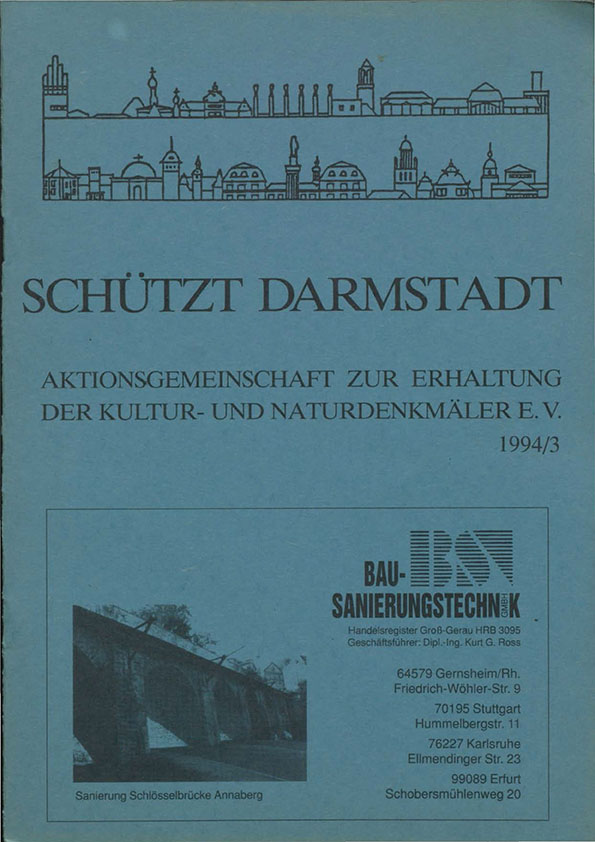 SCHÜTZT DARMSTADT
AKTIONSGEMEINSCHAFT ZUR ERHALTUNG
DER KULTUR- UND NATURDENKMÄLER E. V.
1994/3
BSV
BAU-
SANIERUNGSTECHNIK
GMBH
Handelsregister Groß-Gerau HRB 3095
Geschäftsführer: Dipl.-Ing. Kurt G. Ross
64579 Gernsheim/Rh.
Friedrich-Wöhler-Str. 9
70195 Stuttgart
Hummelbergstr. 11
76227 Karlsruhe
Ellmendinger Str. 23
99089 Erfurt
Schobersmühlenweg 20
Sanierung Schlösselbrücke Annaberg